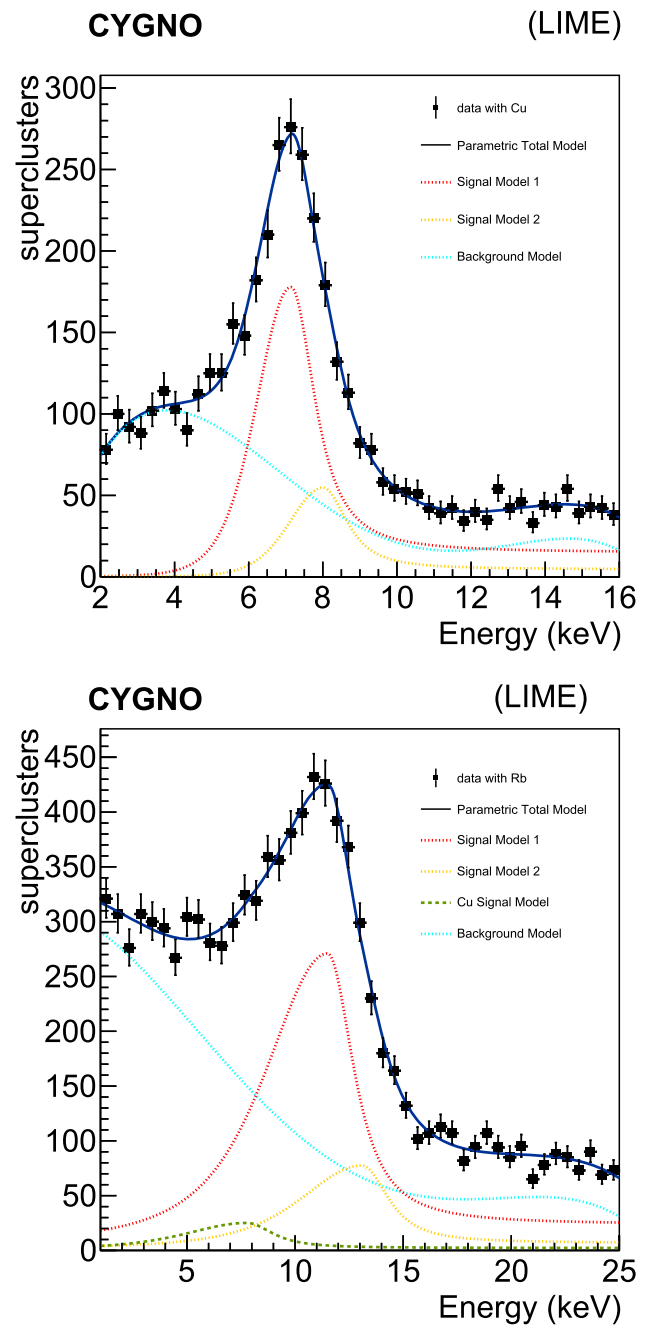 CYGNO (LIME)
superclusters
300
250
200
150
100
50
0
data with Cu
Parametric Total Model
Signal Model 1
Signal Model 2
Background Model
2 4 6 8 10 12 14 16
Energy (keV)
CYGNO (LIME)
superclusters
450
400
350
300
250
200
150
100
50
0
data with Rb
Parametric Total Model
Signal Model 1
Signal Model 2
Cu Signal Model
Background Model
5 10 15 20 25
Energy (keV)